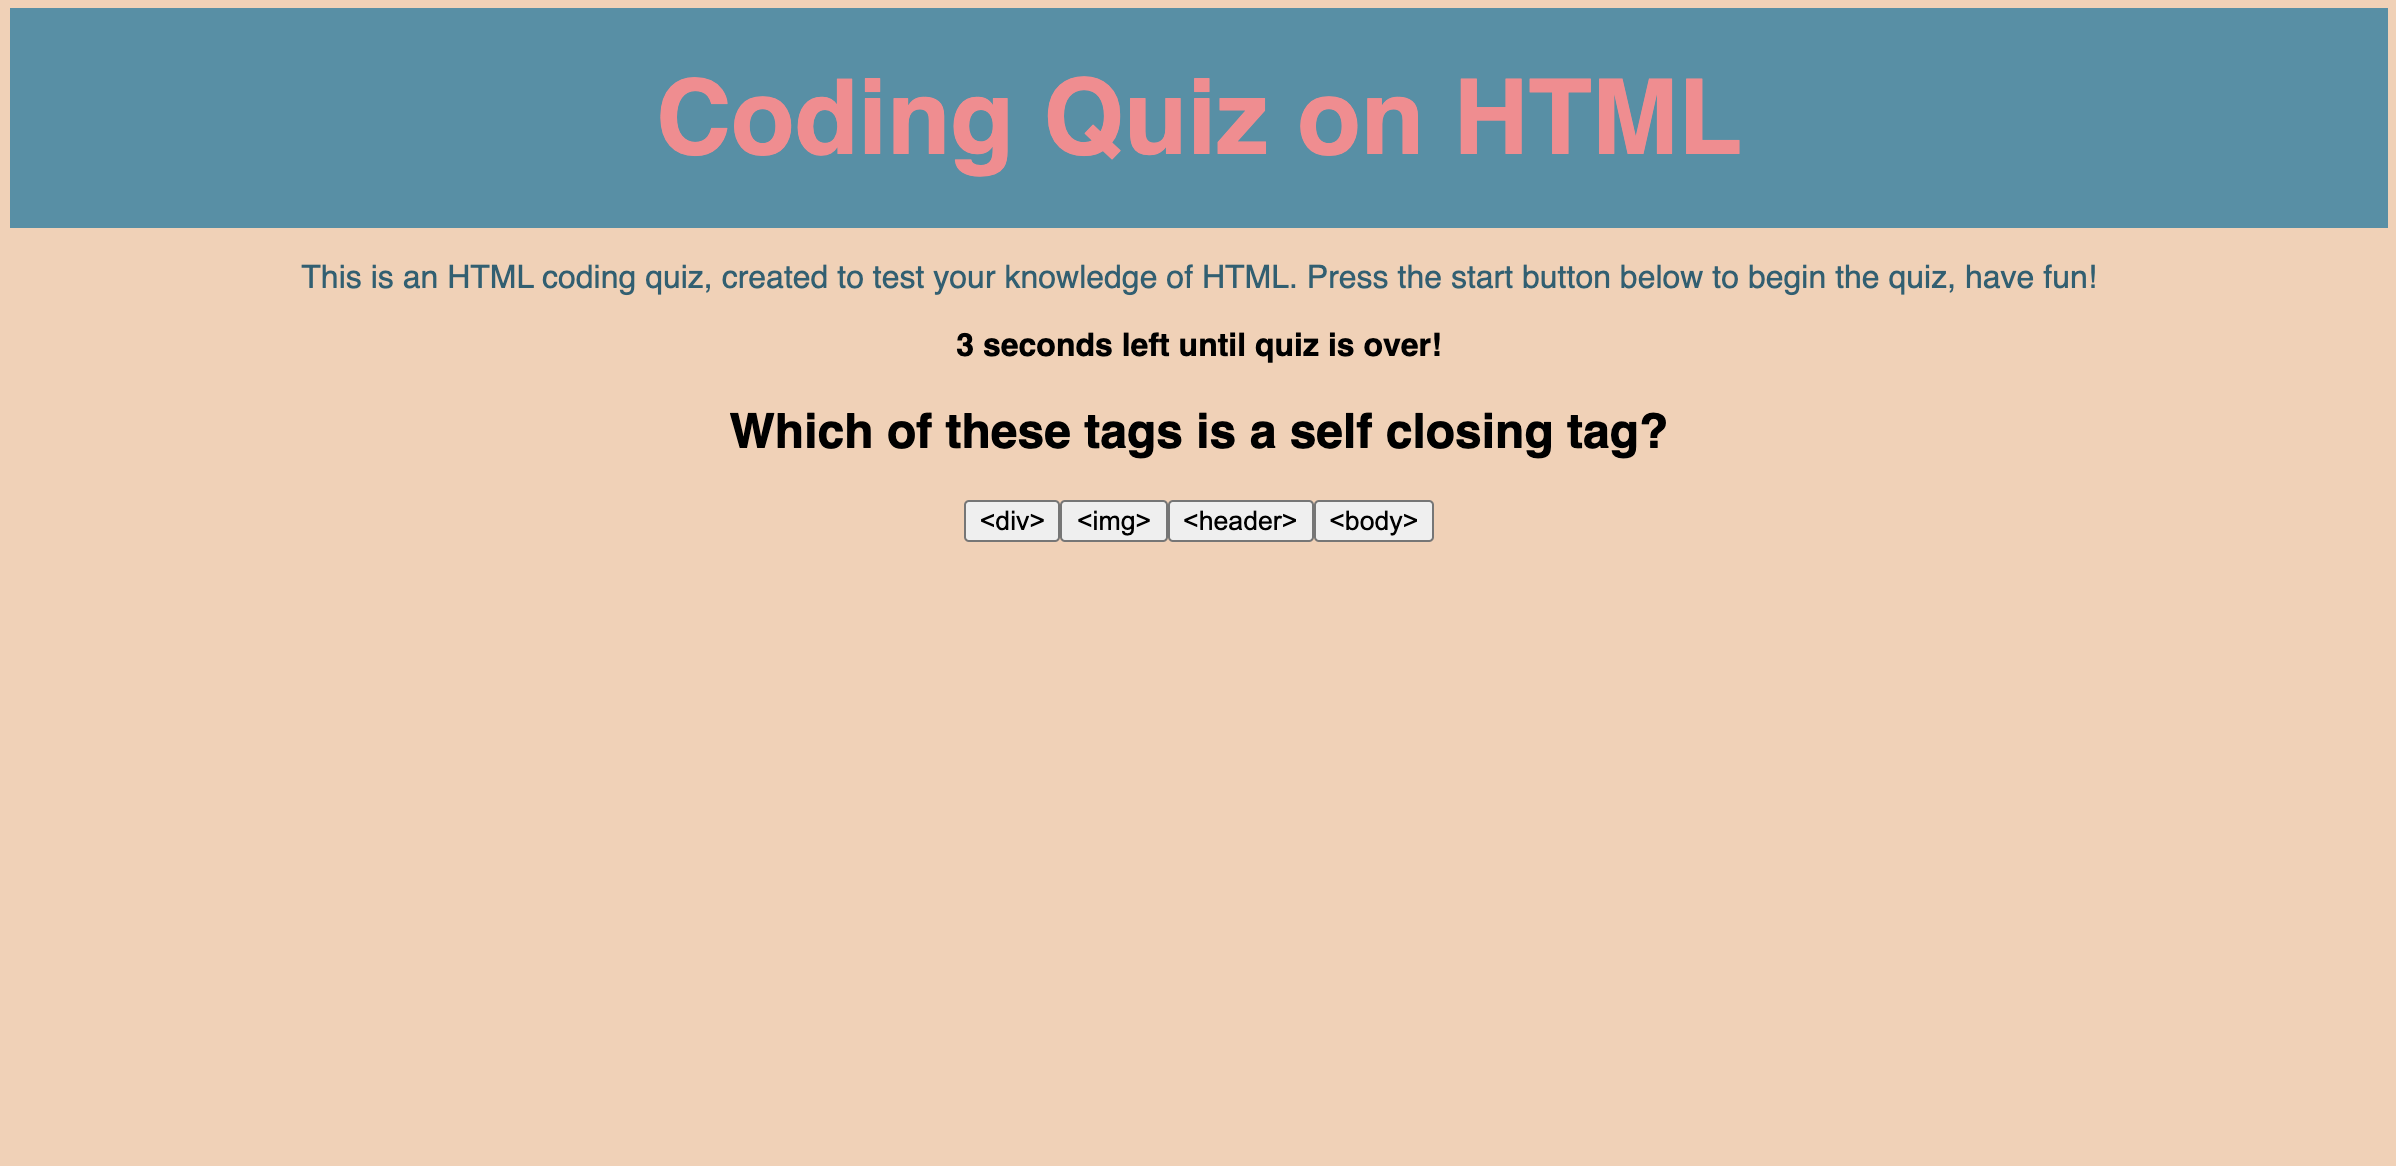 Coding Quiz on HTML
This is an HTML coding quiz, created to test your knowledge of HTML. Press the start button below to begin the quiz, have fun!
3 seconds left until quiz is over!
Which of these tags is a self closing tag?
<div> <img> <header> <body>